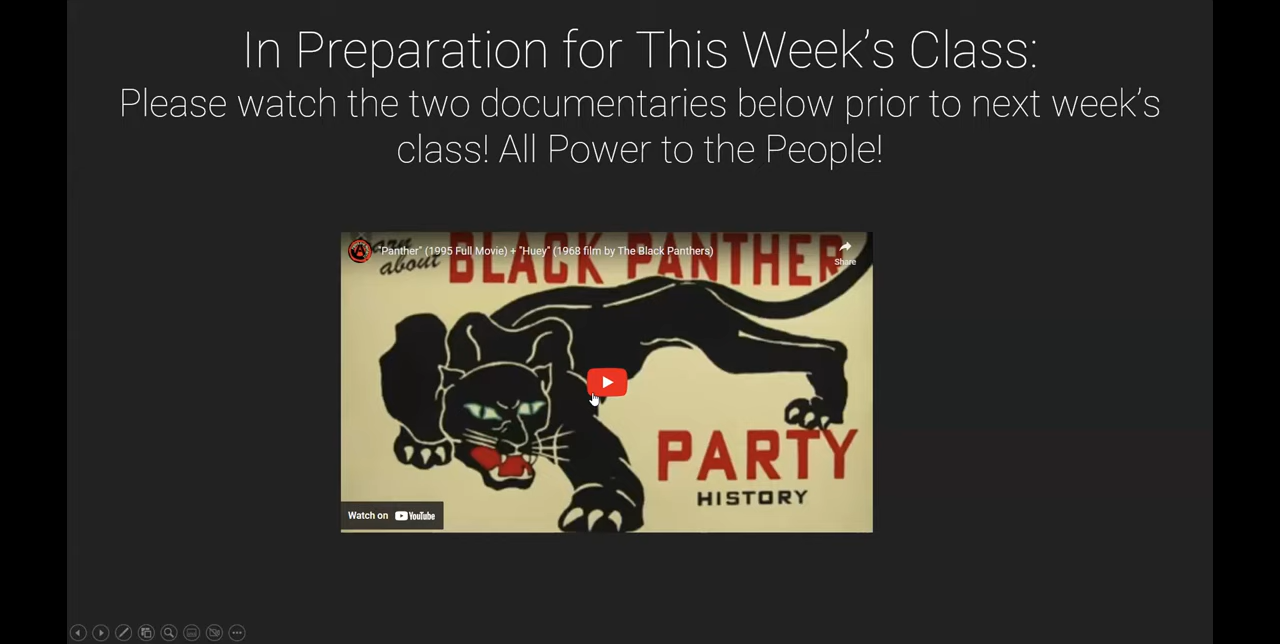 In Preparation for This Week's Class:
Please watch the two documentaries below prior to next week's
class! All Power to the People!
"Panther" (1995 Full Movie) + "Huey" (1968 film by The Black Panthers)
Share
about
BLACK PANTHER
PARTY
HISTORY
Watch on YouTube